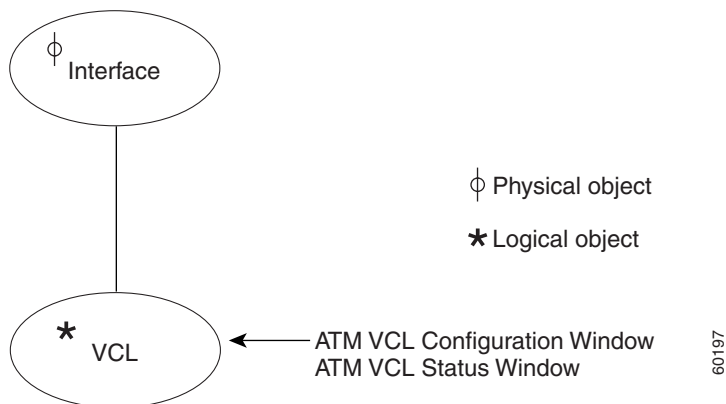 Interface
Physical object
Logical object
VCL
ATM VCL Configuration Window
ATM VCL Status Window
60197